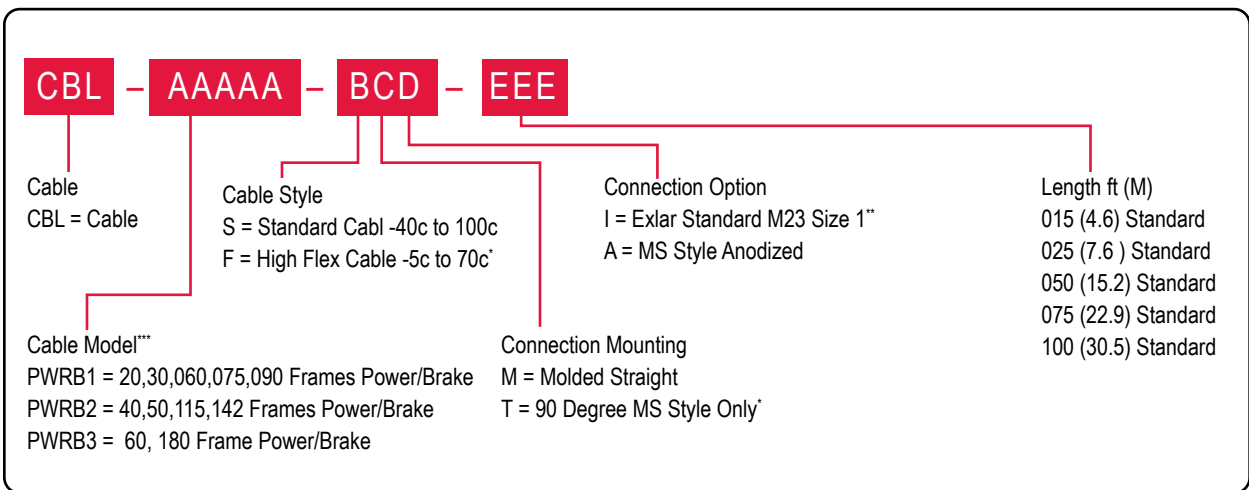 CBL – AAAAA – BCD – EEE
Cable
CBL = Cable
Cable Style
S = Standard Cabl -40c to 100c
F = High Flex Cable -5c to 70c*
Connection Option
I = Exlar Standard M23 Size 1**
A = MS Style Anodized
Length ft (M)
015 (4.6) Standard
025 (7.6 ) Standard
050 (15.2) Standard
075 (22.9) Standard
100 (30.5) Standard
Cable Model***
PWRB1 = 20,30,060,075,090 Frames Power/Brake
PWRB2 = 40,50,115,142 Frames Power/Brake
PWRB3 = 60, 180 Frame Power/Brake
Connection Mounting
M = Molded Straight
T = 90 Degree MS Style Only*